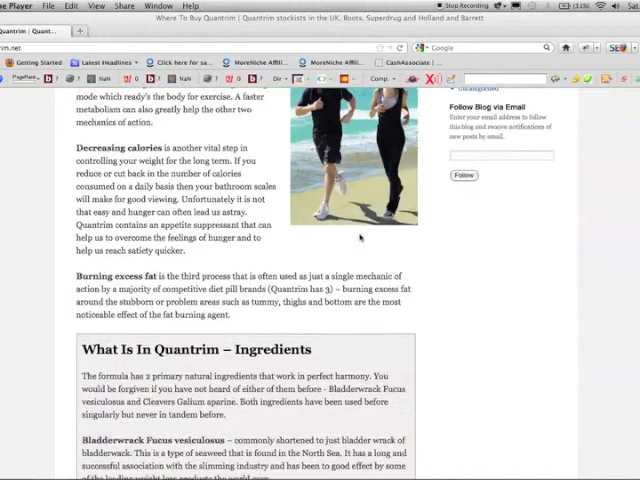 me Player File Edit View Share Window Help Stop Recording (31%) Sat
Where To Buy Quantrim | Quantrim stockists in the UK, Boots, Superdrug and Holland and Barrett
Quantrim | Quant...
rim.net Google SEO
Getting Started Latest Headlines Click here for sa... MoreNiche Affili... MoreNiche Affili... CashAssociate |...
PageRank ? NaN 0 ? NaN 0 ? Dir Comp.
mode which ready's the body for exercise. A faster
metabolism can also greatly help the other two
mechanics of action.
Decreasing calories is another vital step in
controlling your weight for the long term. If you
reduce or cut back in the number of calories
consumed on a daily basis then your bathroom scales
will make for good viewing. Unfortunately it is not
that easy and hunger can often lead us astray.
Quantrim contains an appetite suppressant that can
help us to overcome the feelings of hunger and to
help us reach satiety quicker.
Burning excess fat is the third process that is often used as just a single mechanic of
action by a majority of competitive diet pill brands (Quantrim has 3) – burning excess fat
around the stubborn or problem areas such as tummy, thighs and bottom are the most
noticeable effect of the fat burning agent.
What Is In Quantrim – Ingredients
The formula has 2 primary natural ingredients that work in perfect harmony. You
would be forgiven if you have not heard of either of them before - Bladderwrack Fucus
vesiculosus and Cleavers Galium aparine. Both ingredients have been used before
singularly but never in tandem before.
Bladderwrack Fucus vesiculosus – commonly shortened to just bladder wrack of
bladderwack. This is a type of seaweed that is found in the North Sea. It has a long and
successful association with the slimming industry and has been to good effect by some
of the leading weight loss products the world over.
Uncategorized
Follow Blog via Email
Enter your email address to follow
this blog and receive notifications of
new posts by email.
Follow